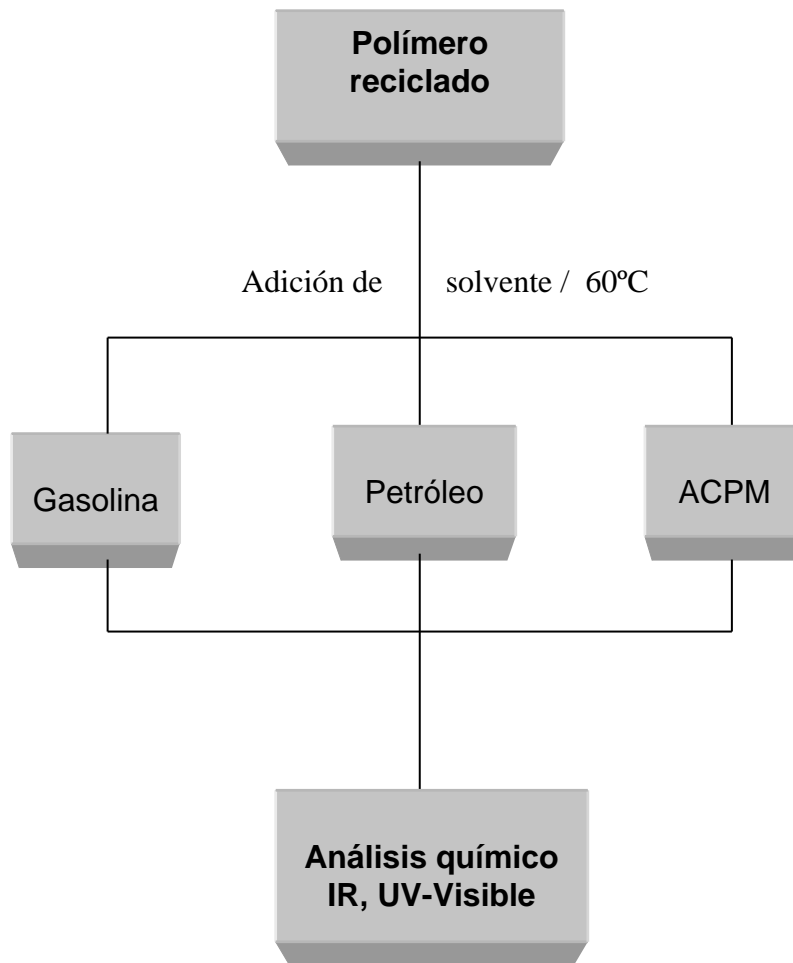 Polímero
reciclado
Adición de solvente / 60ºC
Gasolina
Petróleo
ACPM
Análisis químico
IR, UV-Visible